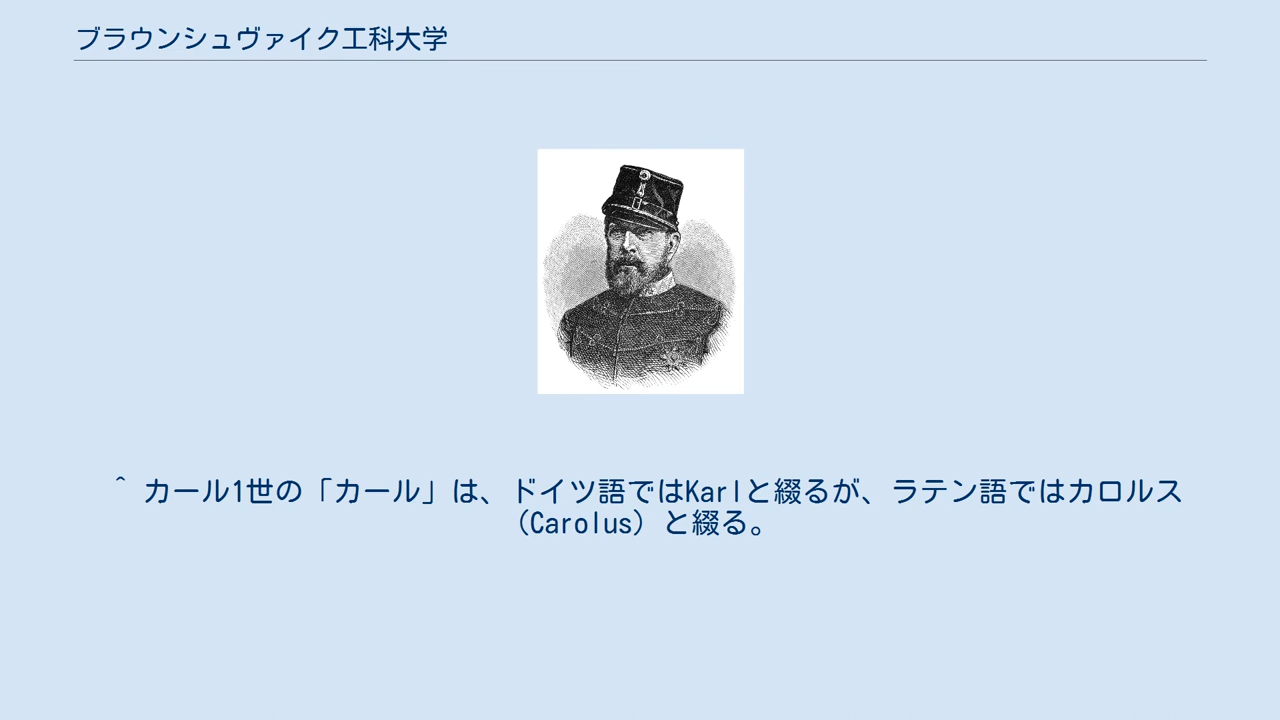 ブラウンシュヴァイク工科大学
^ カール1世の「カール」は、ドイツ語ではKarlと綴るが、ラテン語ではカロルス
（Carolus）と綴る。